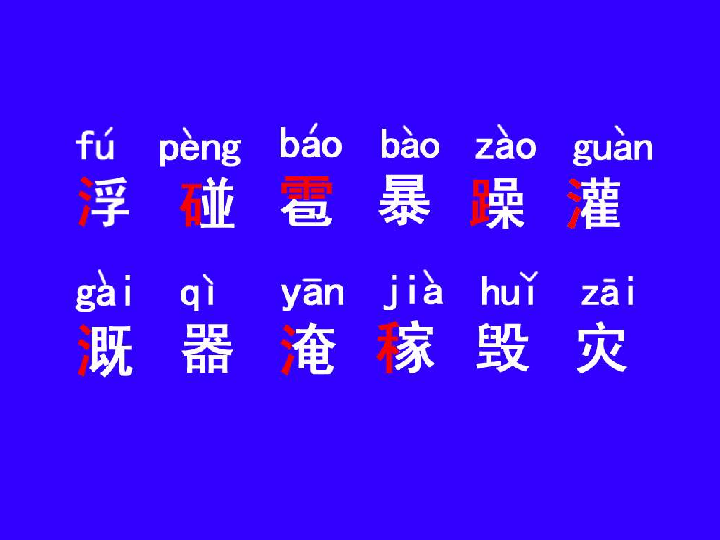 fú pèng báo bào zào guàn
浮 碰 雹 暴 躁 灌
gài qì yān jià huǐ zāi
溉 器 淹 稼 毁 灾